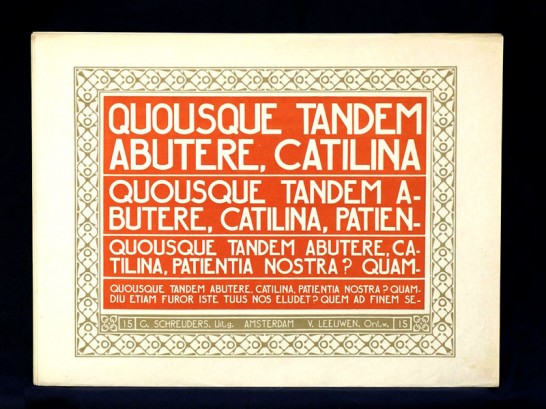 QUOUSQUE TANDEM
ABUTERE, CATILINA
QUOUSQUE TANDEM A-
BUTERE, CATILINA, PATIEN-
QUOUSQUE TANDEM ABUTERE, CA-
TILINA, PATIENTIA NOSTRA? QUAM-
QUOUSQUE TANDEM ABUTERE, CATILINA, PATIENTIA NOSTRA? QUAM-
DIU ETIAM FUROR ISTE TUUS NOS ELUDET? QUEM AD FINEM SE-
15 G. SCHREUDERS, Uitg. AMSTERDAM V. LEEUWEN, Ontw. 15